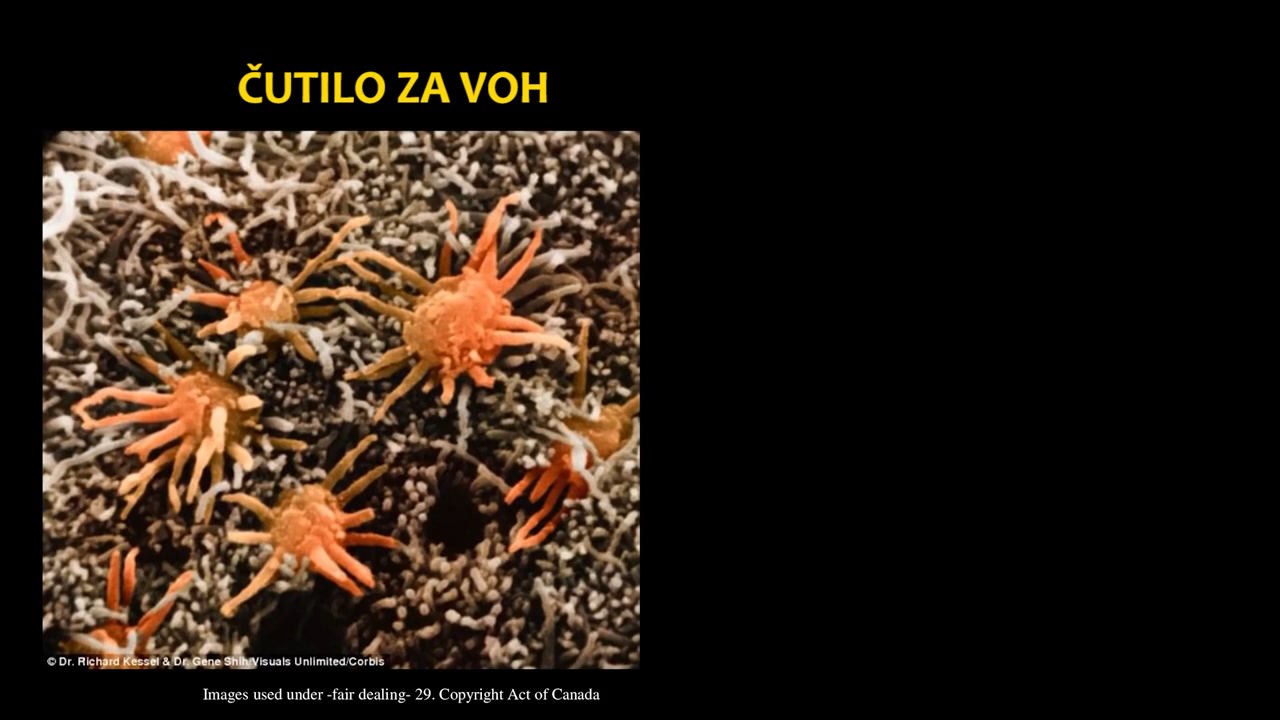 ČUTILO ZA VOH
© Dr. Richard Kessel & Dr. Gene Shih/Visuals Unlimited/Corbis
Images used under -fair dealing- 29. Copyright Act of Canada